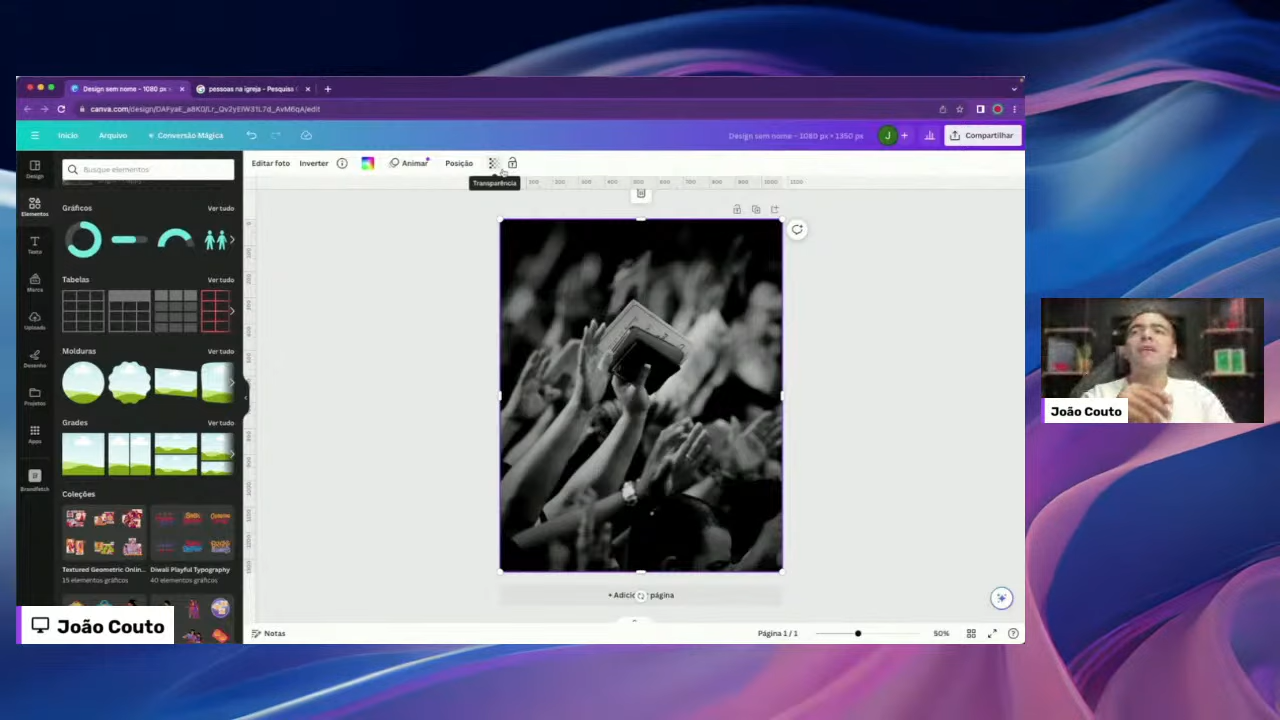 Design sem nome - 1080 px
pessoas na igreja - Pesquisa
canva.com/design/
/edit
Início
Arquivo
Conversão Mágica
Design sem nome - 1080 px × 1350 px
J
Compartilhar
Design
Elementos
Texto
Marca
Uploads
Desenho
Projetos
Apps
Brandfetch
Busque elementos
Gráficos
Ver tudo
Tabelas
Ver tudo
Molduras
Ver tudo
Grades
Ver tudo
Coleções
Textured Geometric Onlin...
15 elementos gráficos
Diwali Playful Typography
40 elementos gráficos
Editar foto
Inverter
Animar
Posição
Transparência
+ Adicio
página
Notas
Página 1 / 1
50%
João Couto
João Couto